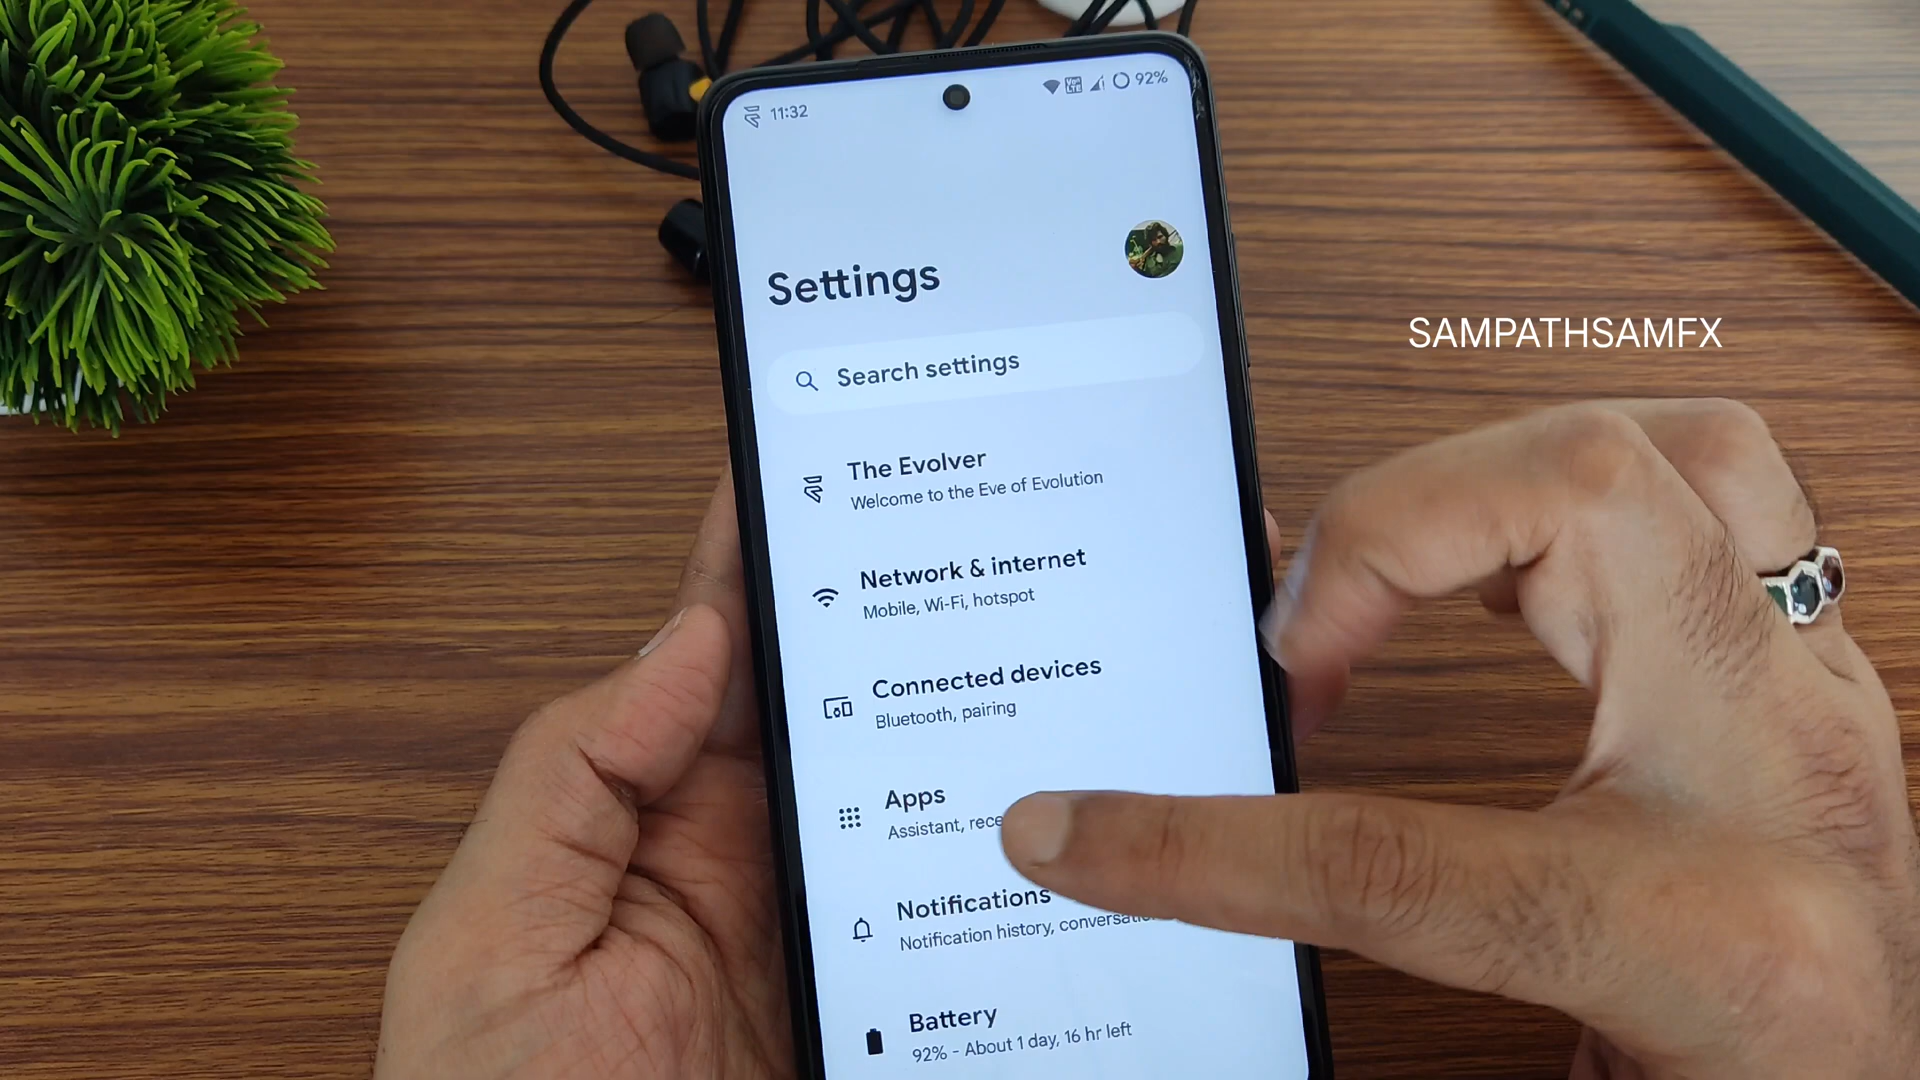 11:32
92%
Settings
Search settings
The Evolver
Welcome to the Eve of Evolution
Network & internet
Mobile, Wi-Fi, hotspot
Connected devices
Bluetooth, pairing
Apps
Assistant,
Notifications
Notification history,
Battery
92% - About 1 day, 16 hr left
SAMPATHSAMFX